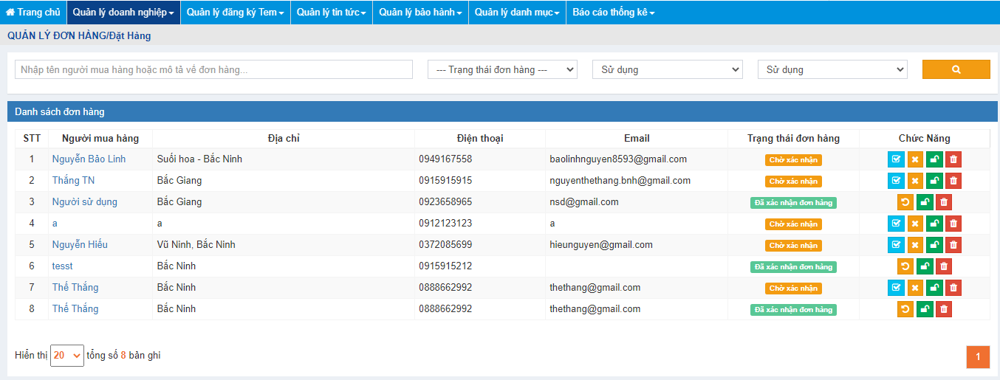 Trang chủ Quản lý doanh nghiệp Quản lý đăng ký Tem Quản lý tin tức Quản lý bảo hành Quản lý danh mục Báo cáo thống kê
QUẢN LÝ ĐƠN HÀNG/Đặt Hàng
Nhập tên người mua hàng hoặc mô tả về đơn hàng... --- Trạng thái đơn hàng --- Sử dụng Sử dụng
Danh sách đơn hàng
STT Người mua hàng Địa chỉ Điện thoại Email Trạng thái đơn hàng Chức Năng
1 Nguyễn Bảo Linh Suối hoa - Bắc Ninh 0949167558 baolinhnguyen8593@gmail.com Chờ xác nhận
2 Thắng TN Bắc Giang 0915915915 nguyenthethang.bnh@gmail.com Chờ xác nhận
3 Người sử dụng Bắc Giang 0923658965 nsd@gmail.com Đã xác nhận đơn hàng
4 a a 0912123123 a Chờ xác nhận
5 Nguyễn Hiếu Vũ Ninh, Bắc Ninh 0372085699 hieunguyen@gmail.com Chờ xác nhận
6 tesst Bắc Ninh 0915915212 Đã xác nhận đơn hàng
7 Thế Thắng Bắc Ninh 0888662992 thethang@gmail.com Chờ xác nhận
8 Thế Thắng Bắc Ninh 0888662992 thethang@gmail.com Đã xác nhận đơn hàng
Hiển thị 20 tổng số 8 bản ghi 1